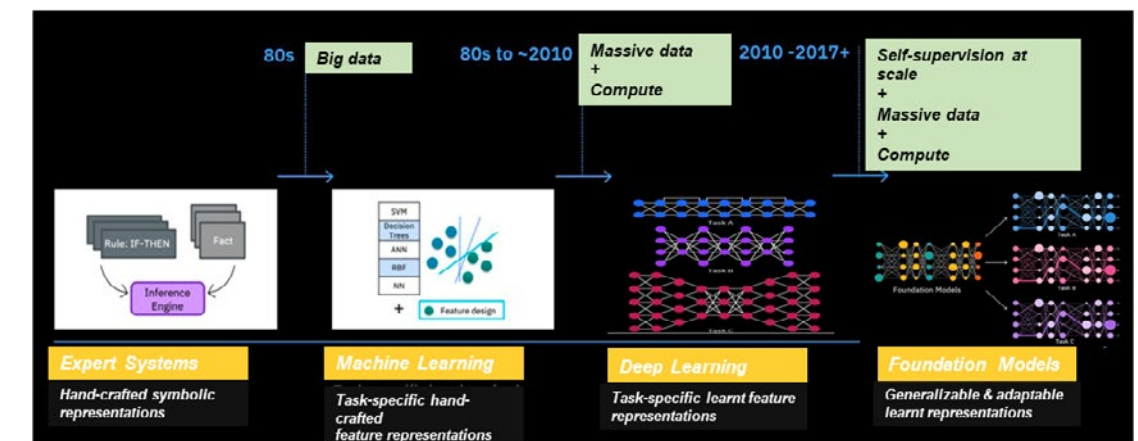 80s
Big data
80s to ~2010
Massive data
+
Compute
2010 -2017+
Self-supervision at
scale
+
Massive data
+
Compute
Rule: IF-THEN
Fact
Inference
Engine
SVM
Decision
Trees
ANN
RBF
NN
+
Feature design
Task A
Task B
Task C
Foundation Models
Task A
Task B
Task C
Expert Systems
Hand-crafted symbolic
representations
Machine Learning
Task-specific hand-
crafted
feature representations
Deep Learning
Task-specific learnt feature
representations
Foundation Models
Generalizable & adaptable
learnt representations